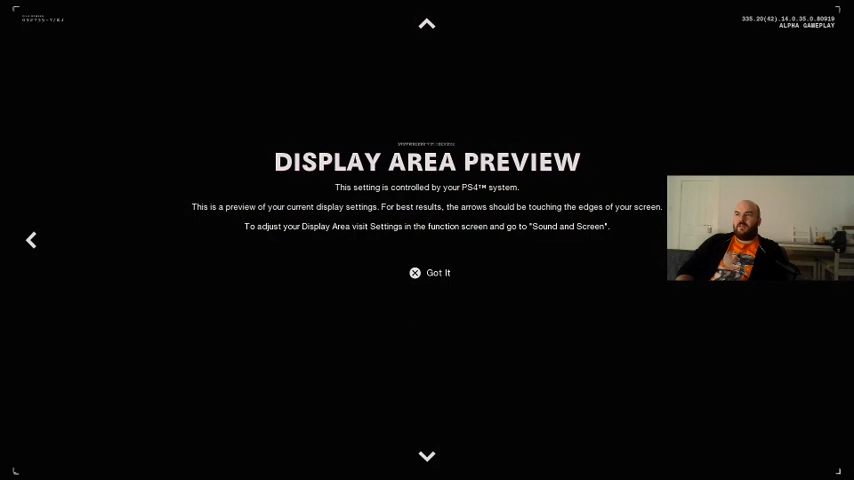 335.20(42).14.0.35.0.80919
ALPHA GAMEPLAY
DISPLAY AREA PREVIEW
This setting is controlled by your PS4™ system.
This is a preview of your current display settings. For best results, the arrows should be touching the edges of your screen.
To adjust your Display Area visit Settings in the function screen and go to "Sound and Screen".
Got It